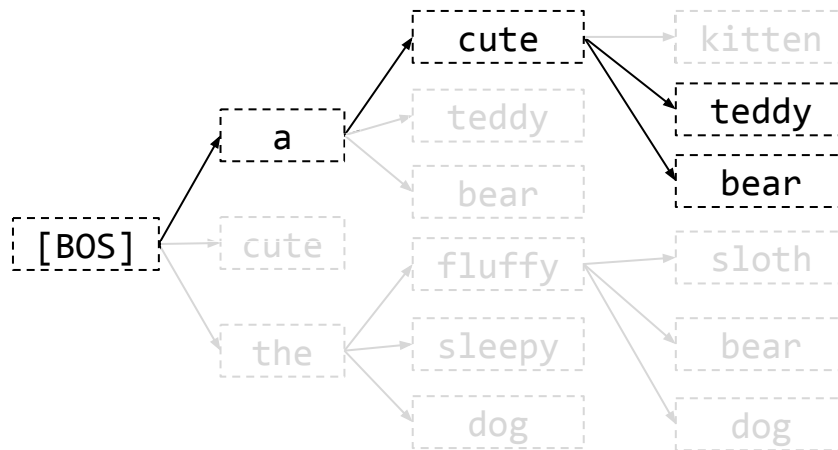 cute
kitten
a
teddy
teddy
bear
bear
[BOS]
cute
fluffy
sloth
the
sleepy
bear
dog
dog